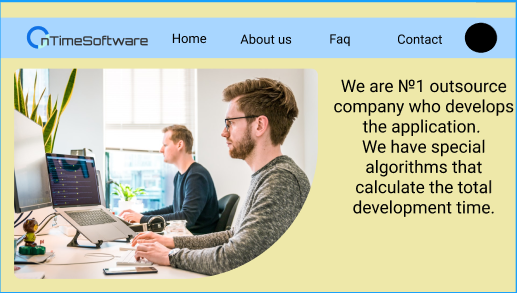 nTimeSoftware
Home
About us
Faq
Contact
We are №1 outsource
company who develops
the application.
We have special
algorithms that
calculate the total
development time.